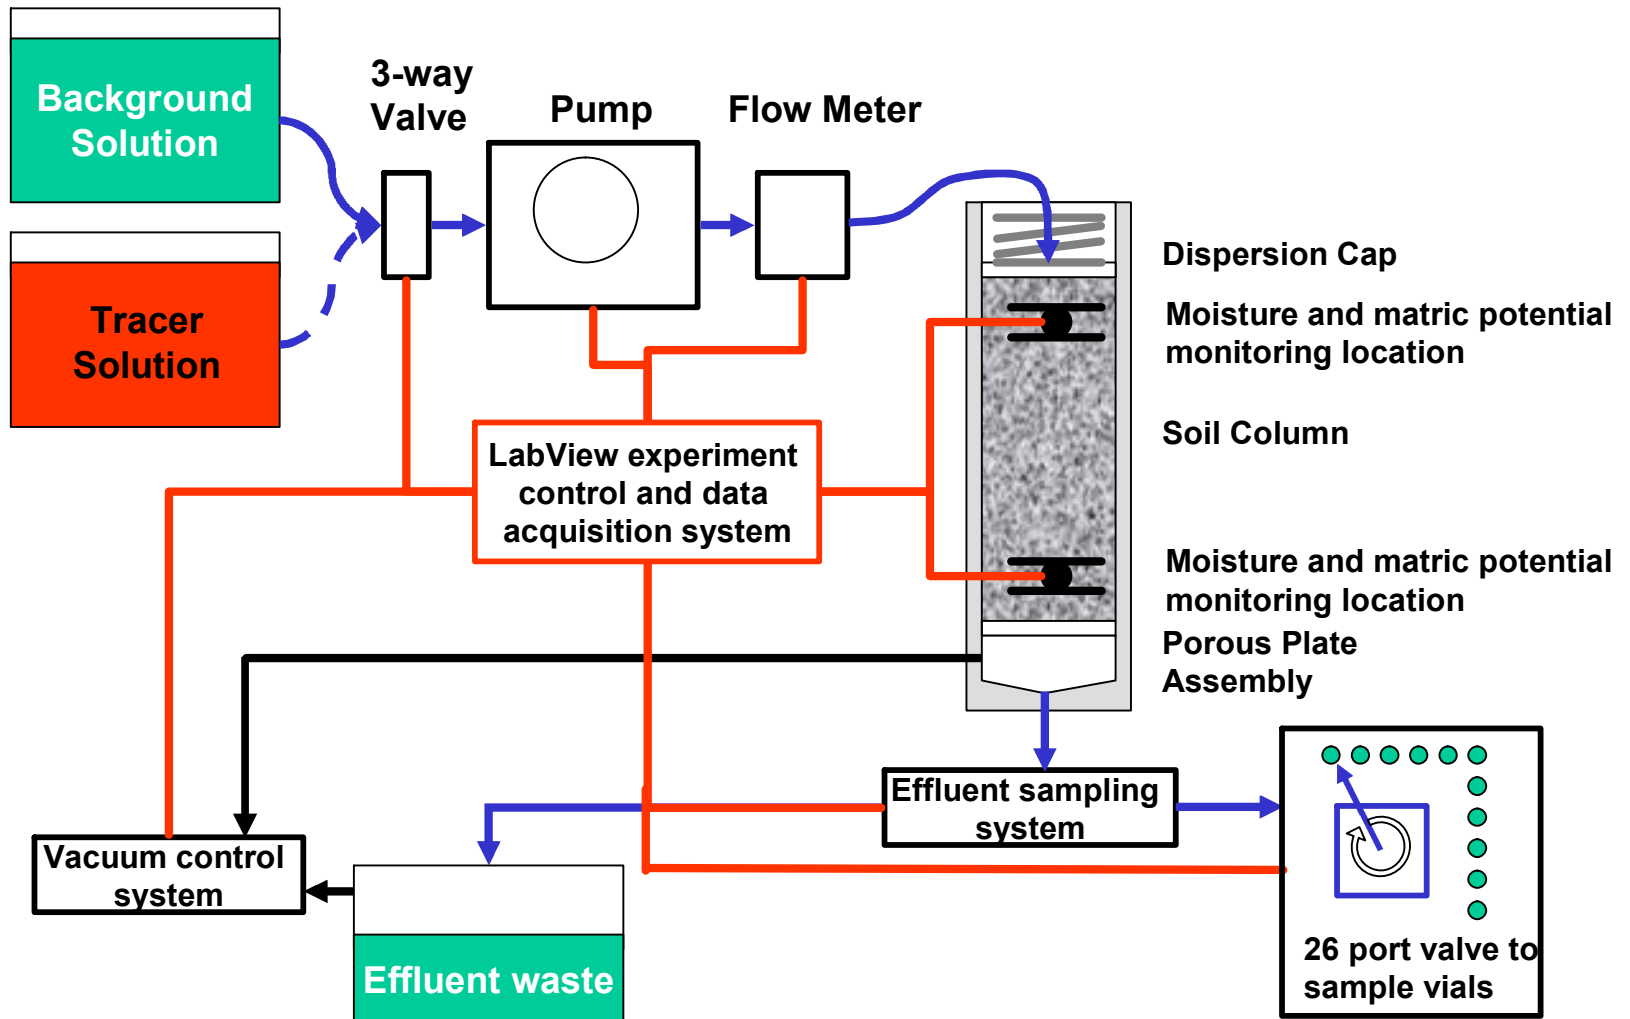 Background
Solution
3-way
Valve
Pump
Flow Meter
Tracer
Solution
Dispersion Cap
Moisture and matric potential
monitoring location
Soil Column
LabView experiment
control and data
acquisition system
Moisture and matric potential
monitoring location
Porous Plate
Assembly
Effluent sampling
system
Vacuum control
system
Effluent waste
26 port valve to
sample vials